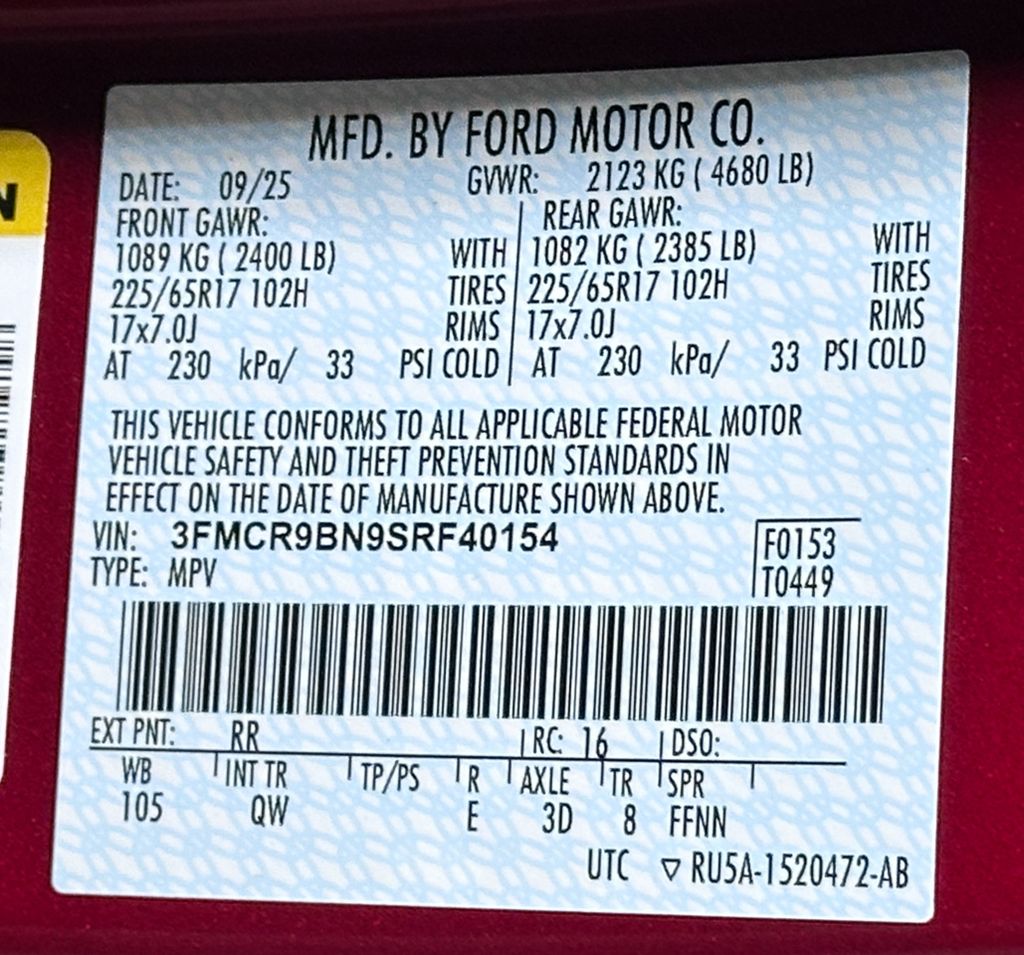 MFD. BY FORD MOTOR CO.
DATE: 09/25 GVWR: 2123 KG ( 4680 LB)
FRONT GAWR: REAR GAWR:
1089 KG ( 2400 LB) WITH 1082 KG ( 2385 LB) WITH
225/65R17 102H TIRES 225/65R17 102H TIRES
17x7.0J RIMS 17x7.0J RIMS
AT 230 kPa/ 33 PSI COLD AT 230 kPa/ 33 PSI COLD
THIS VEHICLE CONFORMS TO ALL APPLICABLE FEDERAL MOTOR
VEHICLE SAFETY AND THEFT PREVENTION STANDARDS IN
EFFECT ON THE DATE OF MANUFACTURE SHOWN ABOVE.
VIN: 3FMCR9BN9SRF40154 F0153
TYPE: MPV T0449
EXT PNT: RR RC: 16 DSO:
WB INT TR TP/PS R AXLE TR SPR
105 QW E 3D 8 FFNN
UTC ▽ RU5A-1520472-AB
N